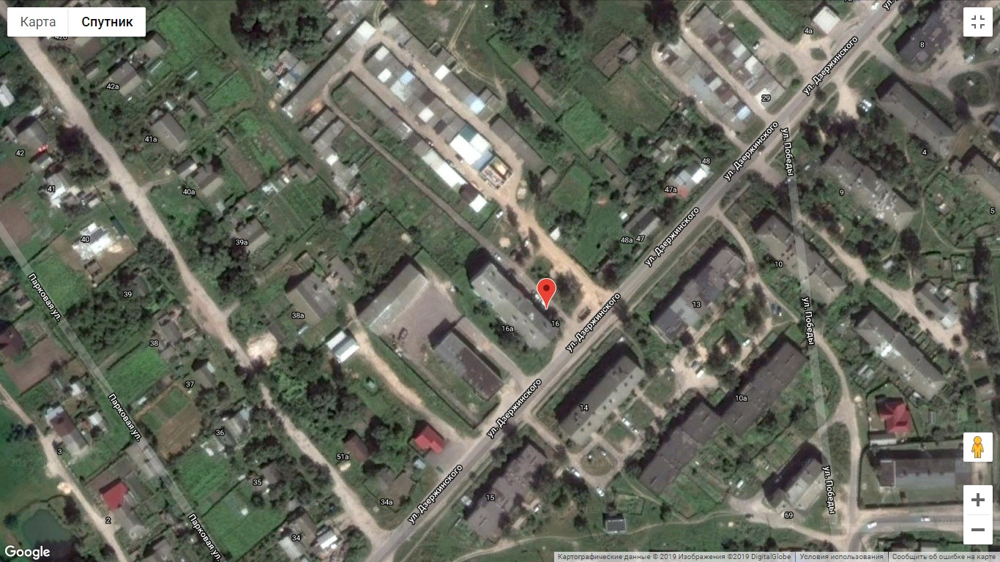 Карта
Спутник
ул.
42б
4а
8
ул. Дзержинского
42а
29
41а
42
ул. Дзержинского
ул. Победы
4
48
41
40а
47а
9
5
40
39а
48а
47
ул. Дзержинского
10
Парковая ул.
39
38а
13
ул. Победы
16
16а
ул. Дзержинского
38
37
14
10а
ул. Дзержинского
Парковая ул.
36
3
51а
35
ул. Дзержинского
15
34а
ул. Победы
2
69
34
Парковая ул.
Google
Картографические данные © 2019 Изображения ©2019 DigitalGlobe
Условия использования
Сообщить об ошибке на карте